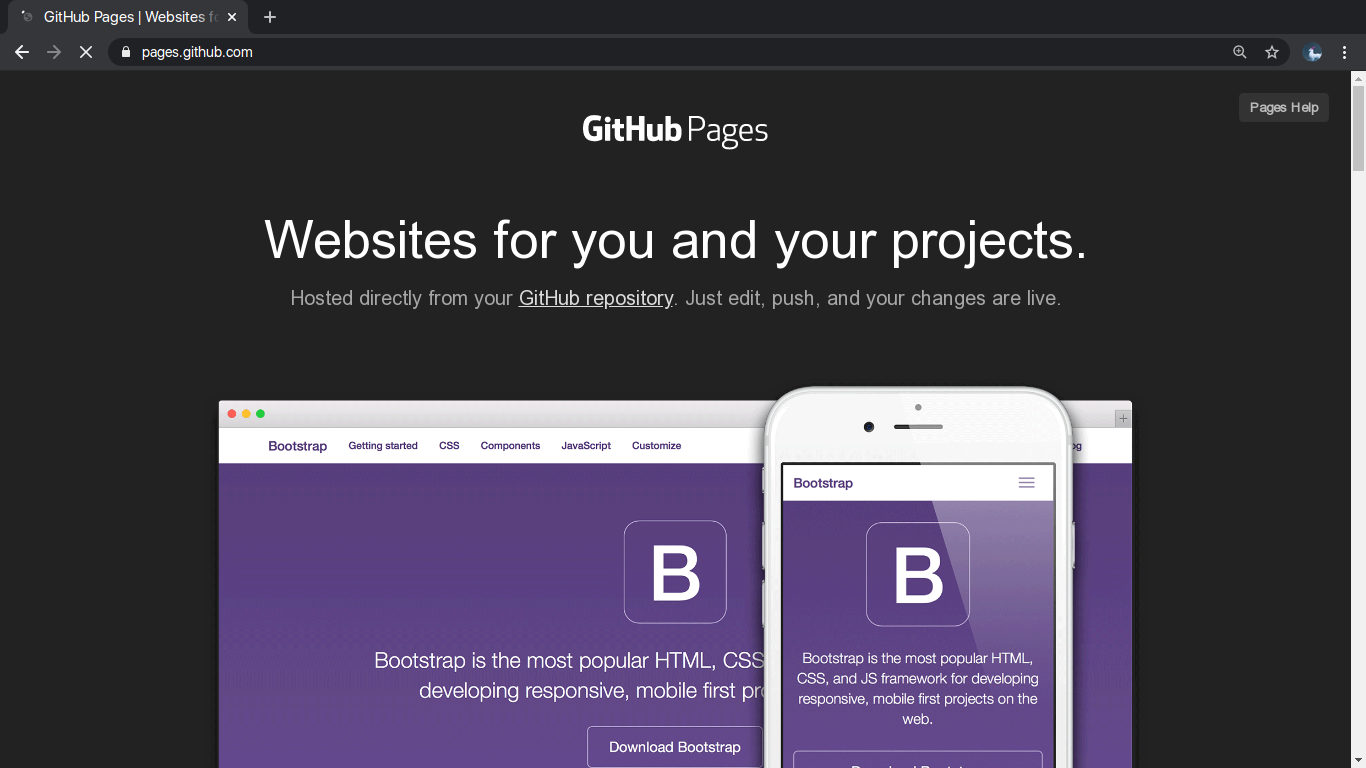 GitHub Pages | Websites fo
pages.github.com
Pages Help
GitHub Pages
Websites for you and your projects.
Hosted directly from your GitHub repository. Just edit, push, and your changes are live.
Bootstrap Getting started CSS Components JavaScript Customize
B
Bootstrap is the most popular HTML, CSS
developing responsive, mobile first pro
Download Bootstrap
Bootstrap
B
Bootstrap is the most popular HTML,
CSS, and JS framework for developing
responsive, mobile first projects on the
web.
Download Bootstrap